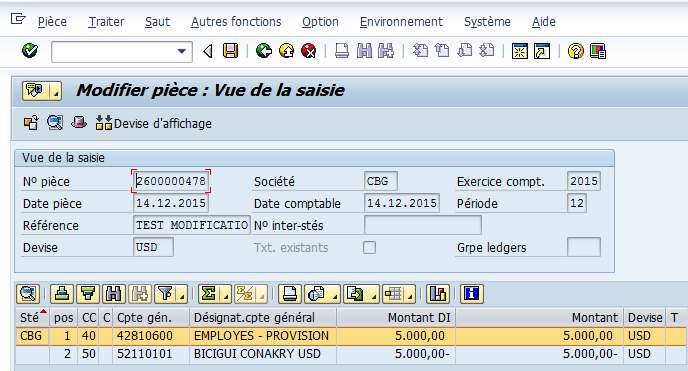 Pièce Traiter Saut Autres fonctions Option Environnement Système Aide
Modifier pièce : Vue de la saisie
Devise d'affichage
Vue de la saisie
Nº pièce 2600000478 Société CBG Exercice compt. 2015
Date pièce 14.12.2015 Date comptable 14.12.2015 Période 12
Référence TEST MODIFICATIO Nº inter-stés
Devise USD Txt. existants Grpe ledgers
Sté pos CC C Cpte gén. Désignat.cpte général Montant DI Montant Devise T
CBG 1 40 42810600 EMPLOYES - PROVISION 5.000,00 5.000,00 USD
2 50 52110101 BICIGUI CONAKRY USD 5.000,00- 5.000,00- USD